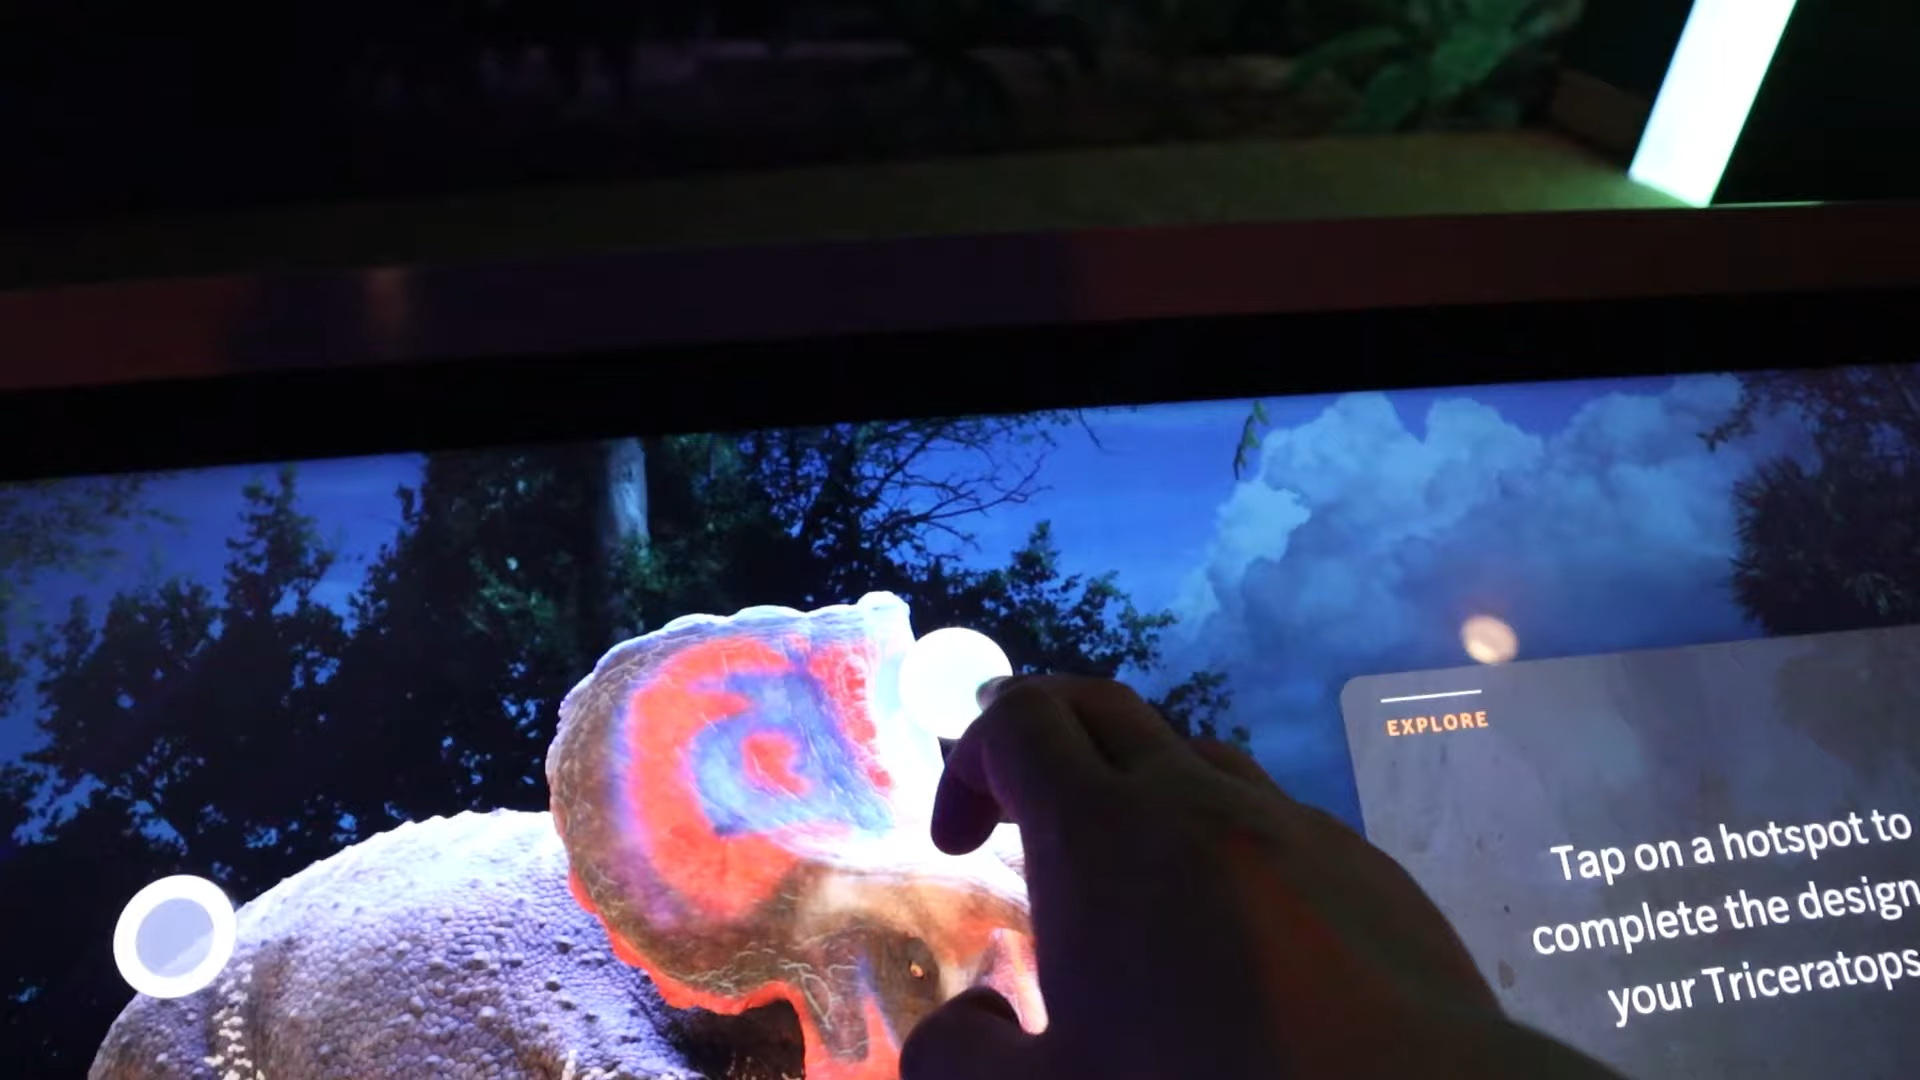 EXPLORE
Tap on a hotspot to
complete the design
your Triceratops